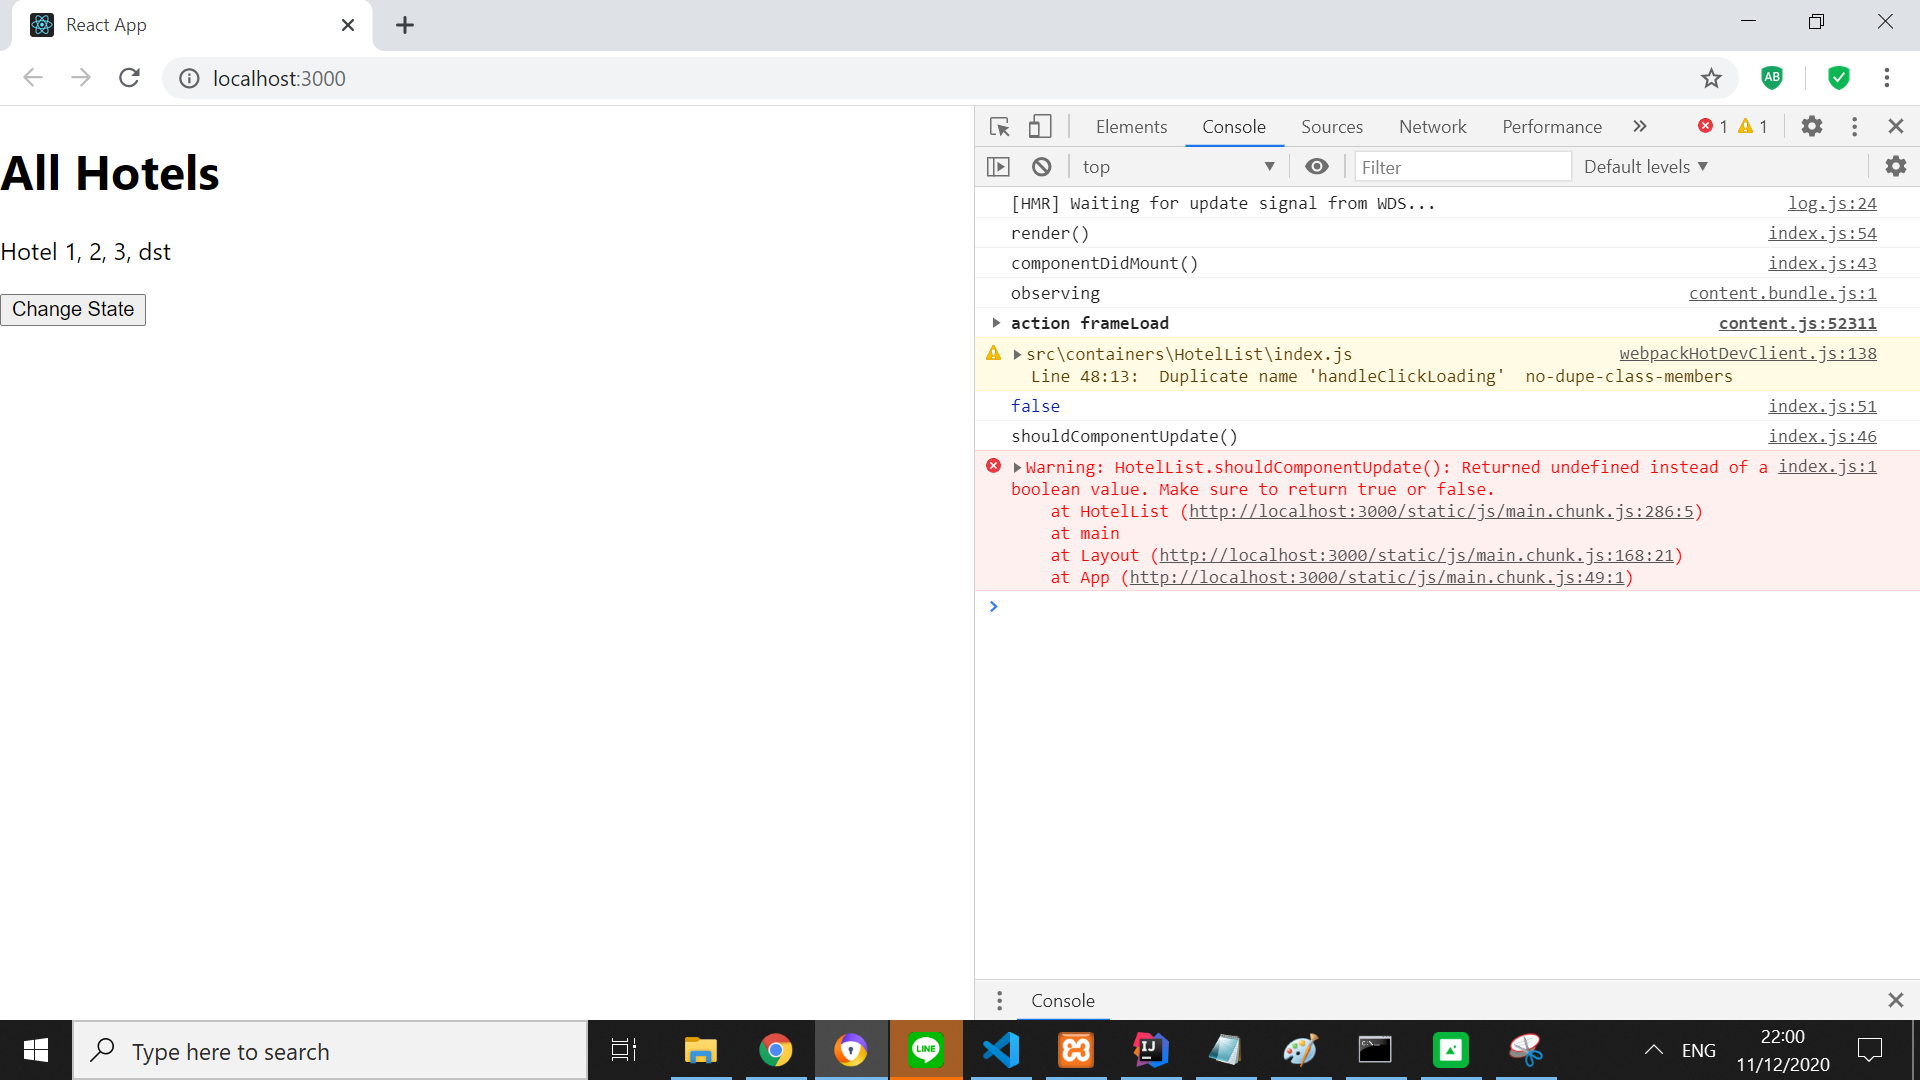 React App
localhost:3000
All Hotels
Hotel 1, 2, 3, dst
Change State
Elements Console Sources Network Performance 1 1
top Filter Default levels
[HMR] Waiting for update signal from WDS... log.js:24
render() index.js:54
componentDidMount() index.js:43
observing content.bundle.js:1
action frameLoad content.js:52311
src\containers\HotelList\index.js webpackHotDevClient.js:138
Line 48:13: Duplicate name 'handleClickLoading' no-dupe-class-members
false index.js:51
shouldComponentUpdate() index.js:46
Warning: HotelList.shouldComponentUpdate(): Returned undefined instead of a index.js:1
boolean value. Make sure to return true or false.
at HotelList (http://localhost:3000/static/js/main.chunk.js:286:5)
at main
at Layout (http://localhost:3000/static/js/main.chunk.js:168:21)
at App (http://localhost:3000/static/js/main.chunk.js:49:1)
Console
Type here to search
LINE
ENG
22:00
11/12/2020